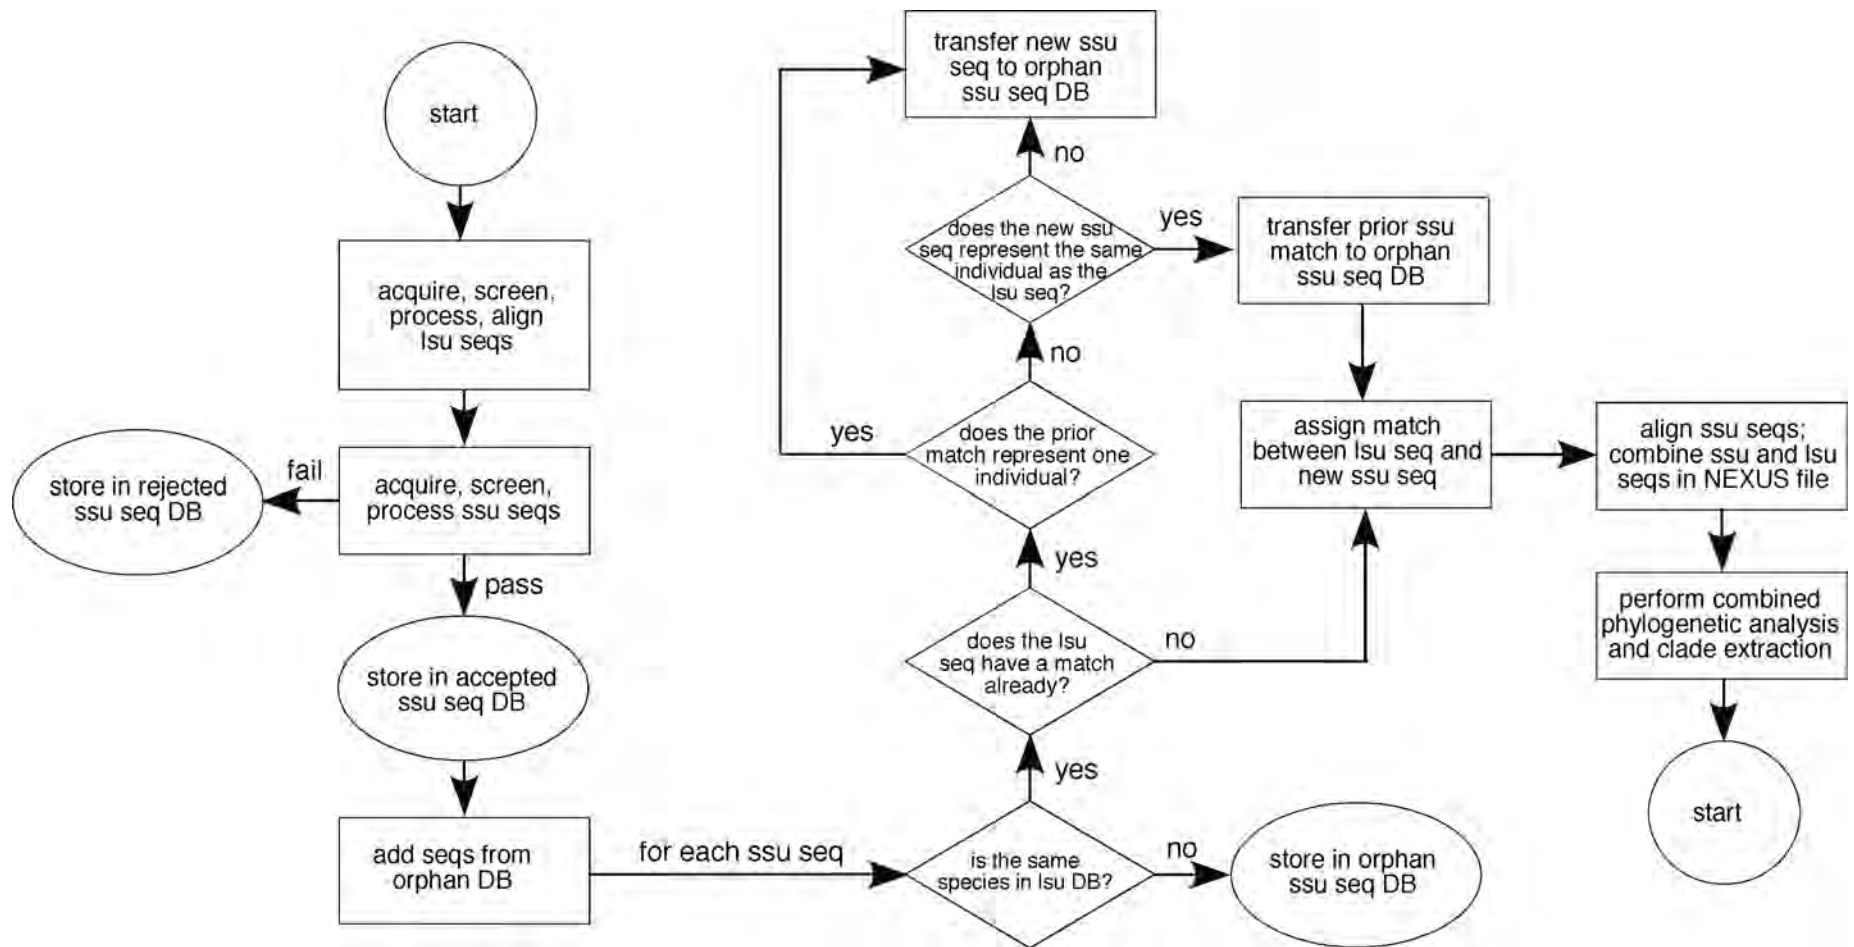 start
acquire, screen,
process, align
lsu seqs
fail
store in rejected
ssu seq DB
acquire, screen,
process ssu seqs
pass
store in accepted
ssu seq DB
add seqs from
orphan DB
for each ssu seq
is the same
species in lsu DB?
no
store in orphan
ssu seq DB
yes
does the lsu
seq have a match
already?
no
yes
does the prior
match represent one
individual?
yes
no
does the new ssu
seq represent the same
individual as the
lsu seq?
no
transfer new ssu
seq to orphan
ssu seq DB
yes
transfer prior ssu
match to orphan
ssu seq DB
assign match
between lsu seq and
new ssu seq
align ssu seqs;
combine ssu and lsu
seqs in NEXUS file
perform combined
phylogenetic analysis
and clade extraction
start